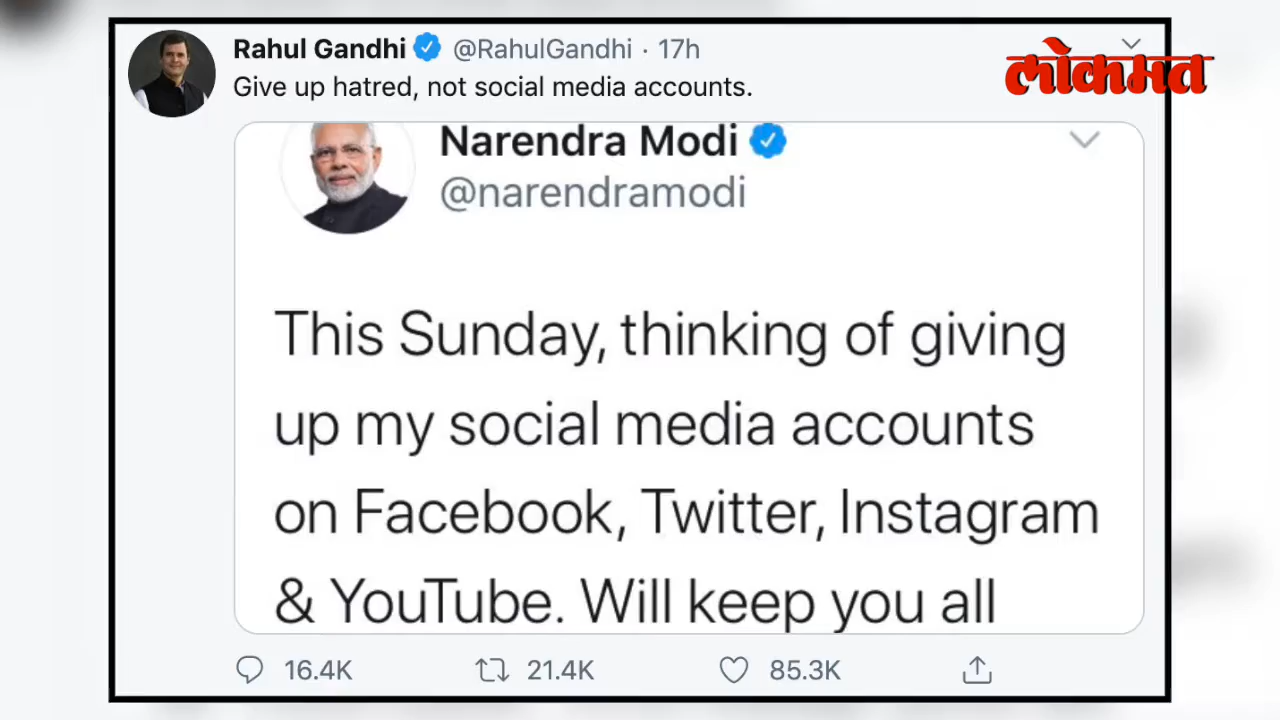 Rahul Gandhi @RahulGandhi · 17h
लोकमत
Give up hatred, not social media accounts.
Narendra Modi
@narendramodi
This Sunday, thinking of giving
up my social media accounts
on Facebook, Twitter, Instagram
& YouTube. Will keep you all
16.4K 21.4K 85.3K